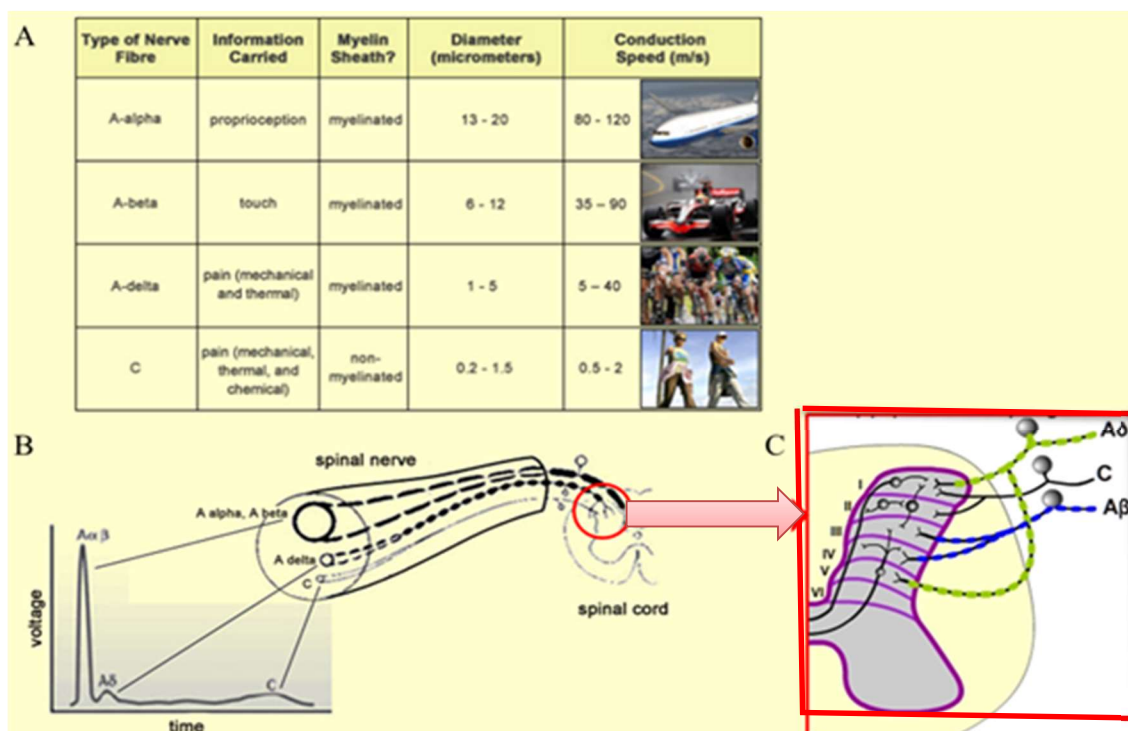 A
Type of Nerve Fibre | Information Carried | Myelin Sheath? | Diameter (micrometers) | Conduction Speed (m/s)
A-alpha | proprioception | myelinated | 13 - 20 | 80 - 120
A-beta | touch | myelinated | 6 - 12 | 35 – 90
A-delta | pain (mechanical and thermal) | myelinated | 1 - 5 | 5 – 40
C | pain (mechanical, thermal, and chemical) | non-myelinated | 0.2 - 1.5 | 0.5 - 2
B
spinal nerve
A alpha, A beta
A delta
C
spinal cord
Aα β
Aδ
C
voltage
time
C
Aδ
C
Aβ
I
II
III
IV
V
VI